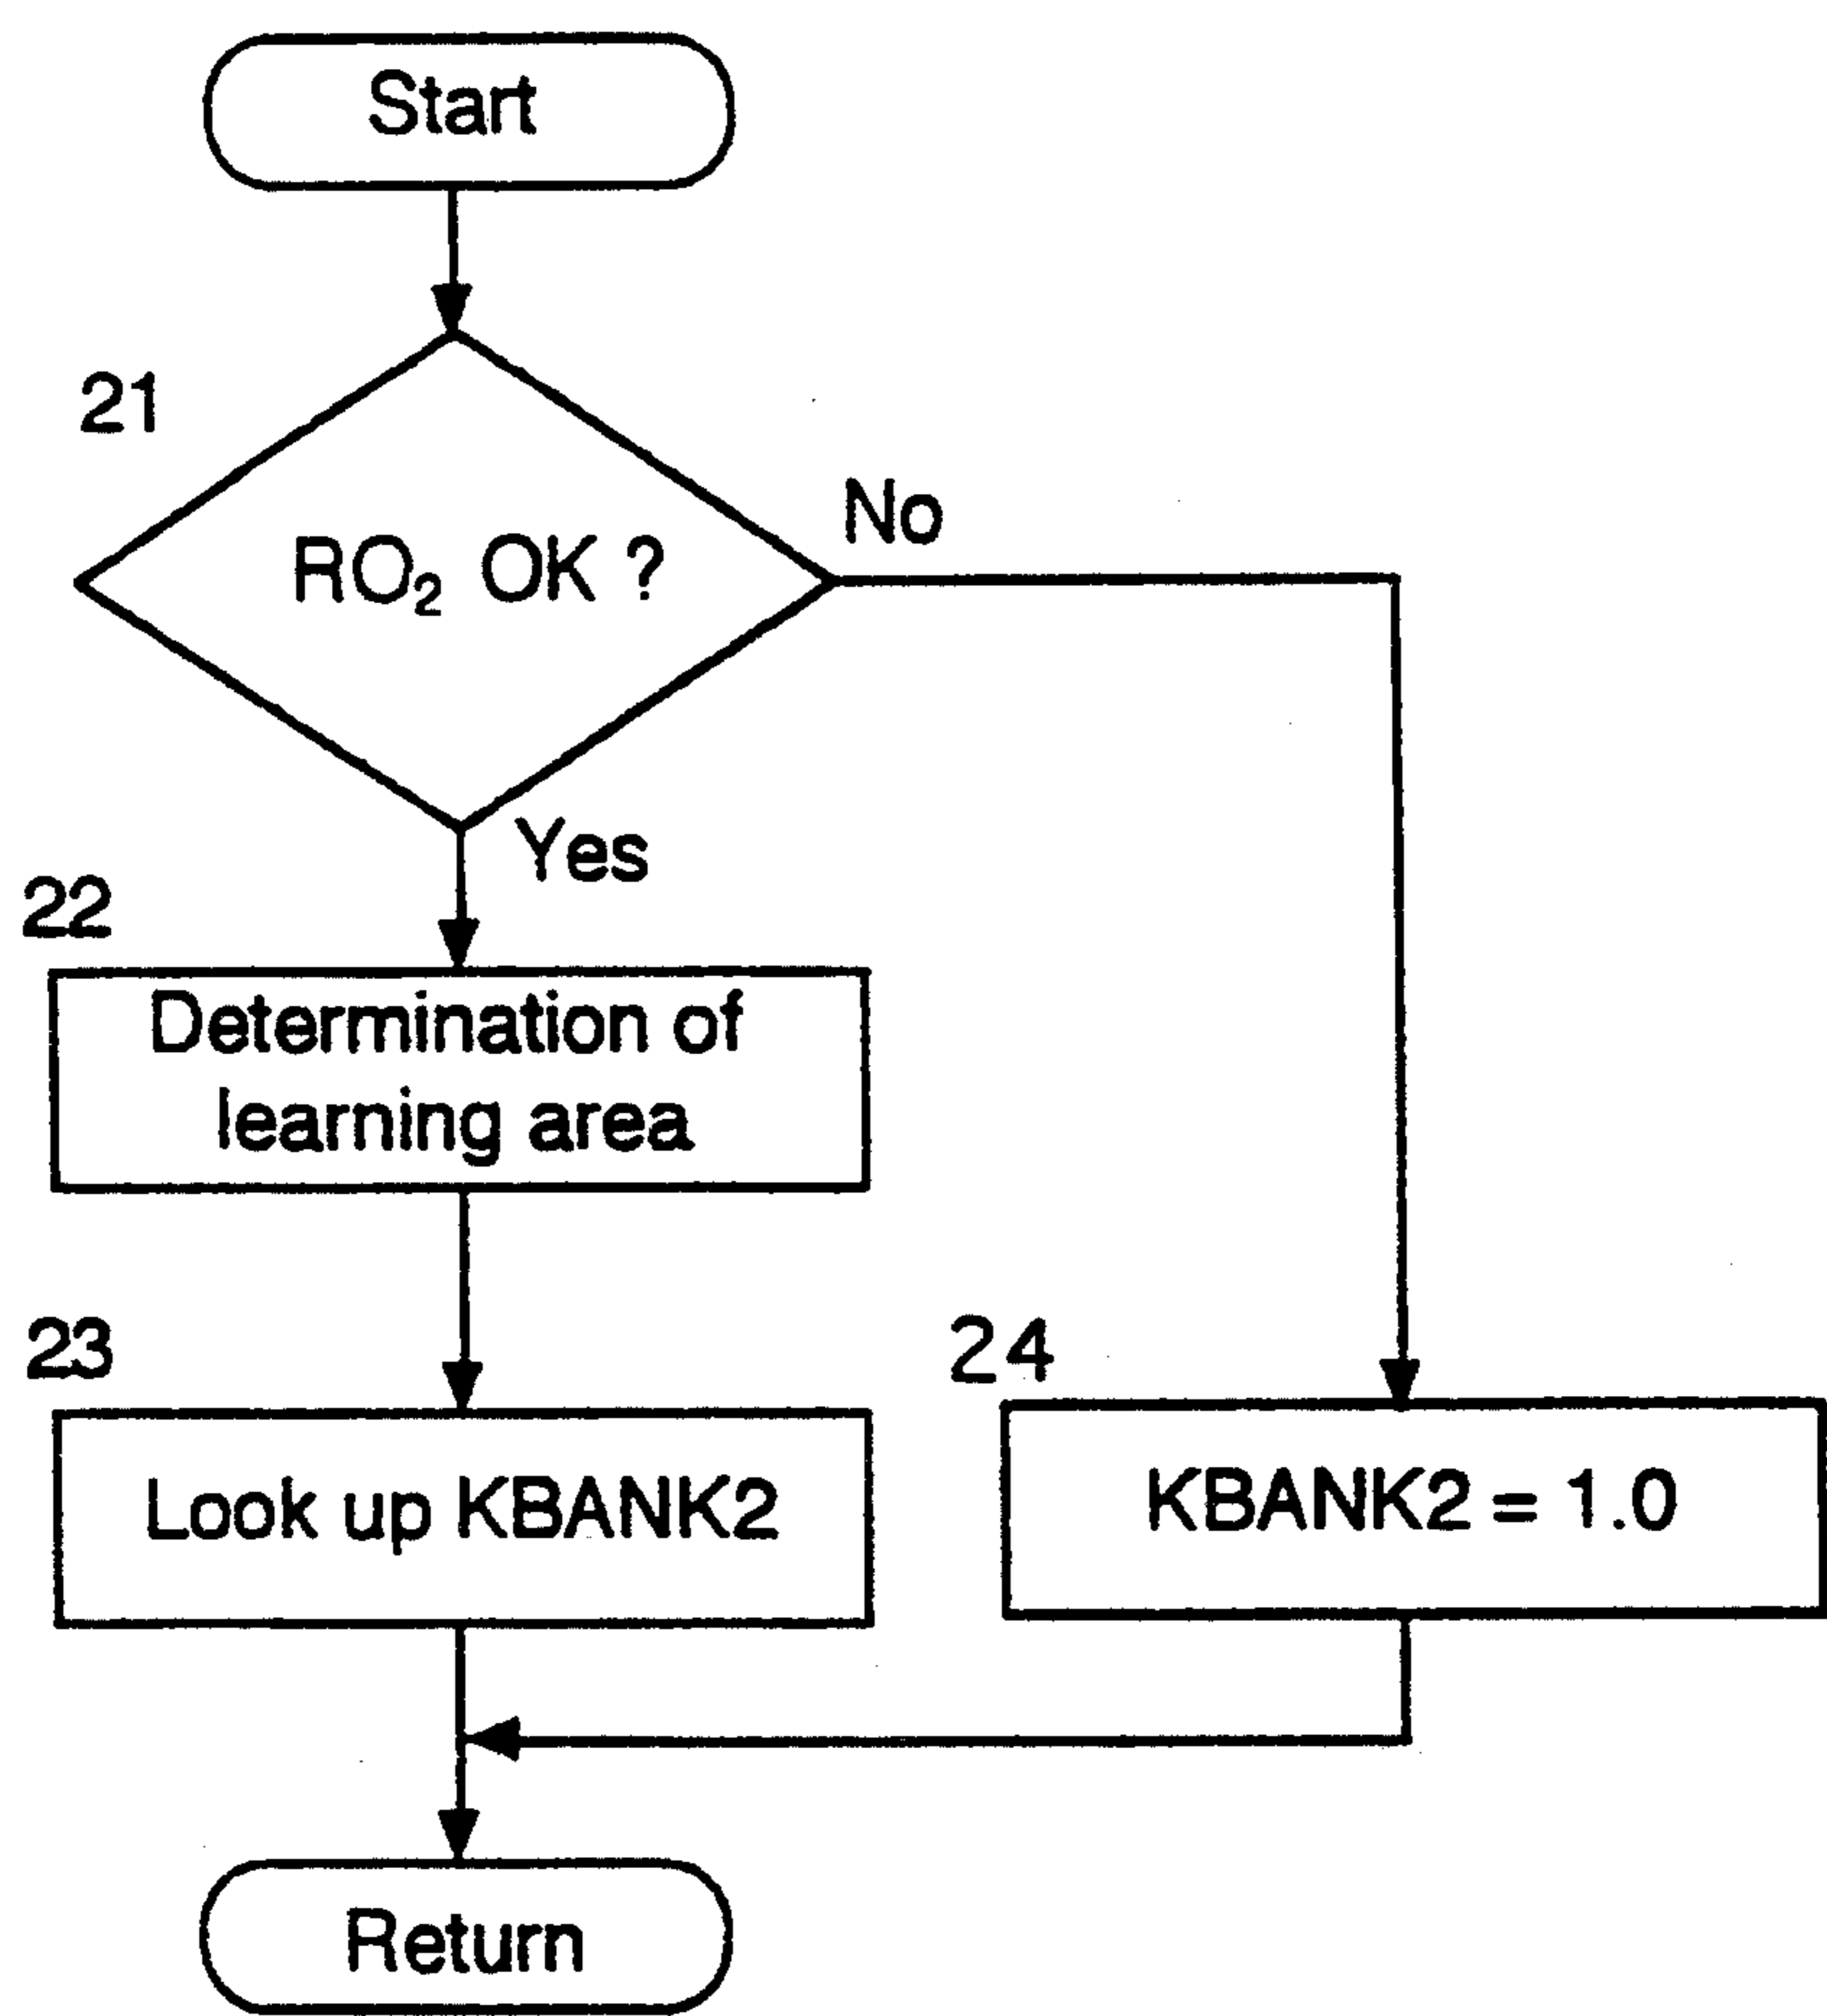 Start
21
RO₂ OK ?
No
Yes
22
Determination of
learning area
23
Look up KBANK2
24
KBANK2 = 1.0
Return